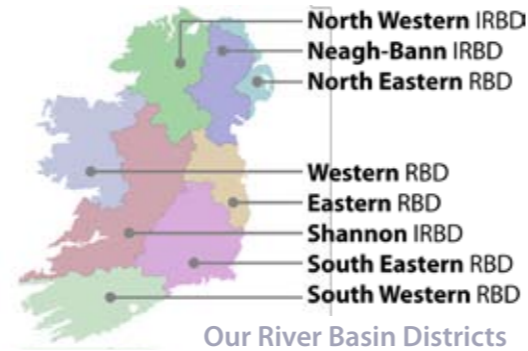 North Western IRBD
Neagh-Bann IRBD
North Eastern RBD
Western RBD
Eastern RBD
Shannon IRBD
South Eastern RBD
South Western RBD
Our River Basin Districts